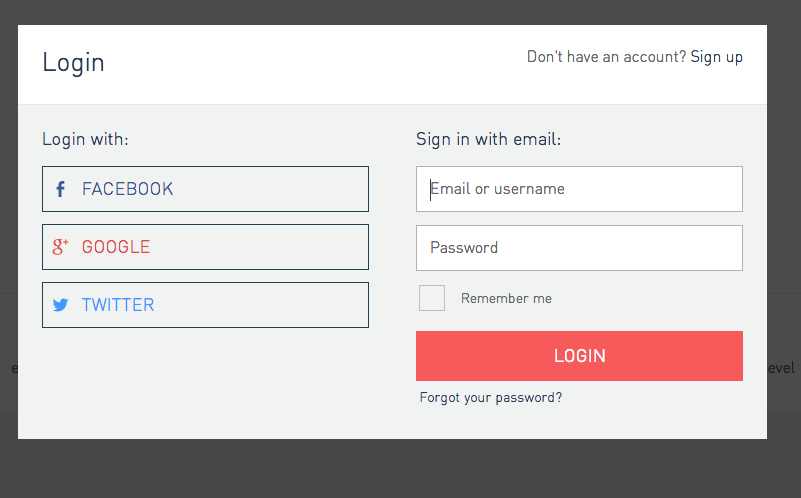 Login
Don't have an account? Sign up
Login with:
FACEBOOK
GOOGLE
TWITTER
Sign in with email:
Email or username
Password
Remember me
LOGIN
Forgot your password?